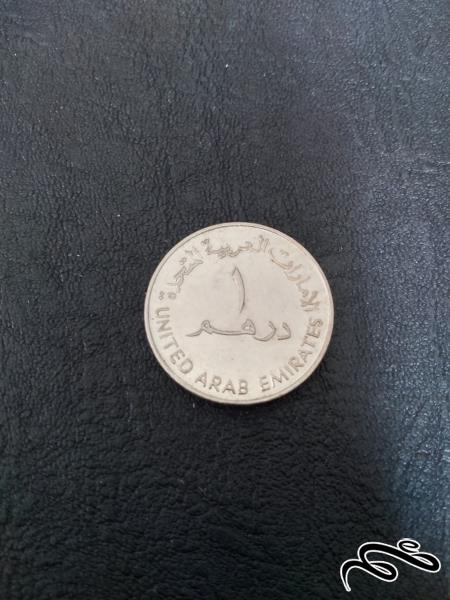 الإمارات العربية المتحدة
١
درهم
UNITED ARAB EMIRATES